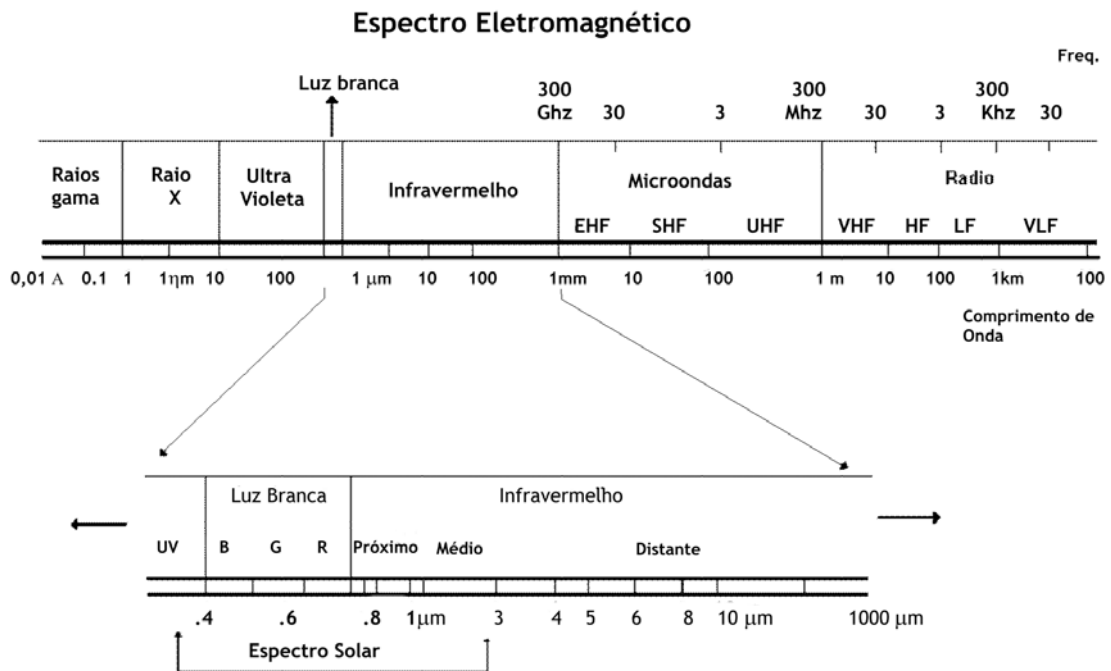 Espectro Eletromagnético
Freq.
Luz branca
300 Ghz 30 3 300 Mhz 30 3 300 Khz 30
Raios gama
Raio X
Ultra Violeta
Infravermelho
Microondas
Radio
EHF SHF UHF VHF HF LF VLF
0,01 A 0.1 1 1ηm 10 100 1 μm 10 100 1mm 10 100 1 m 10 100 1km 100
Comprimento de
Onda
Luz Branca Infravermelho
UV B G R Próximo Médio Distante
.4 .6 .8 1μm 3 4 5 6 8 10 μm 1000 μm
Espectro Solar